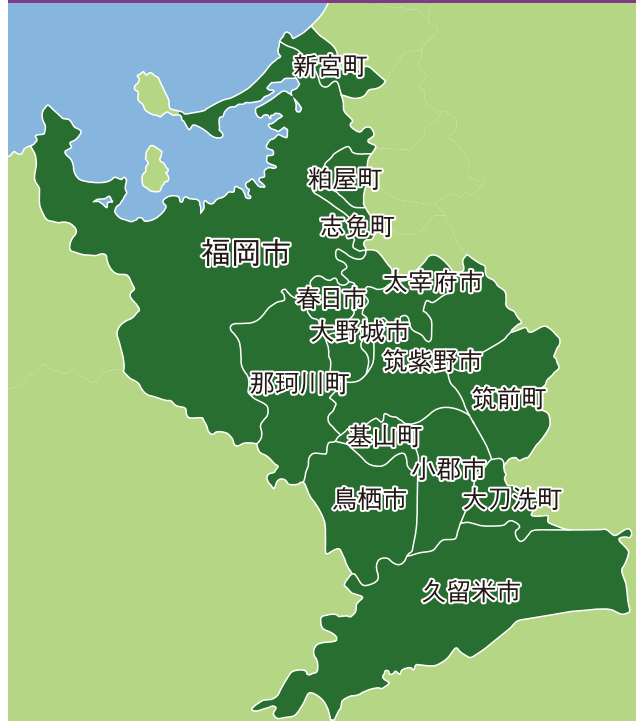 新宮町
粕屋町
志免町
福岡市
太宰府市
春日市
大野城市
筑紫野市
那珂川町
筑前町
基山町
小郡市
鳥栖市
大刀洗町
久留米市